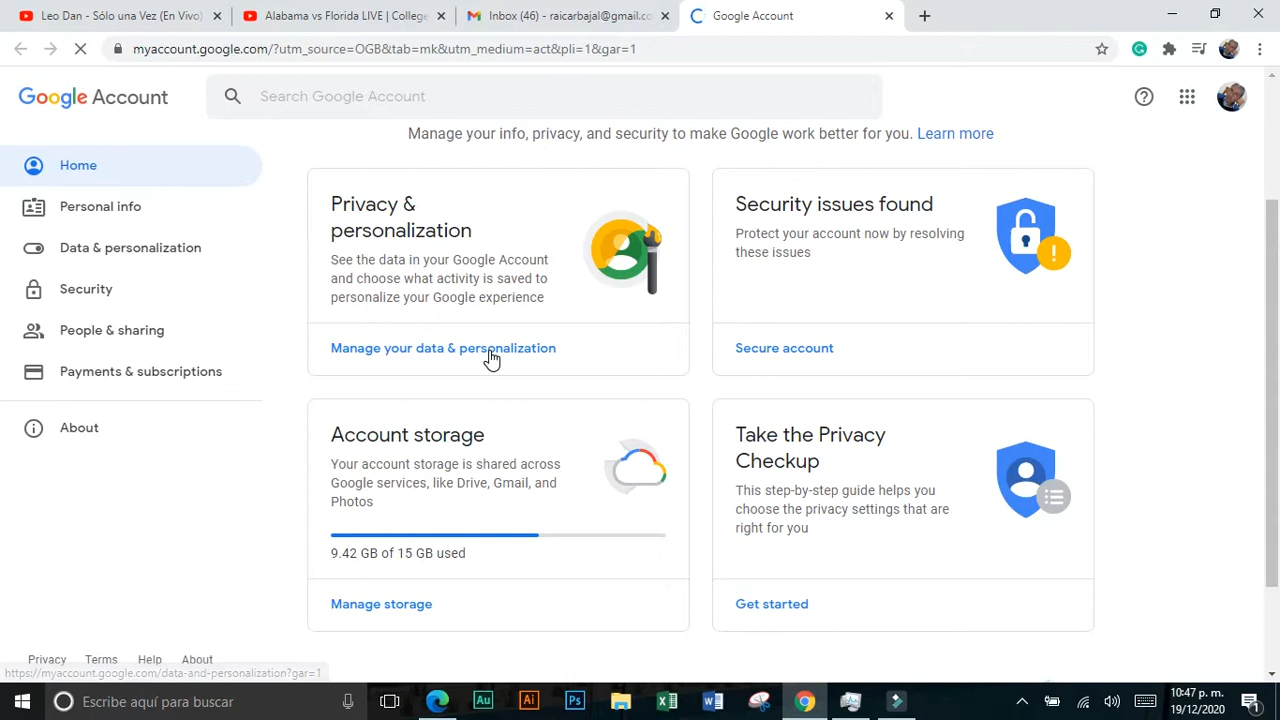 Leo Dan - Sólo una Vez (En Vivo)
Alabama vs Florida LIVE | College
Inbox (46) - raicarbajal@gmail.co
Google Account
myaccount.google.com/?utm_source=OGB&tab=mk&utm_medium=act&pli=1&gar=1
Google Account
Search Google Account
Manage your info, privacy, and security to make Google work better for you. Learn more
Home
Personal info
Data & personalization
Security
People & sharing
Payments & subscriptions
About
Privacy &
personalization
See the data in your Google Account
and choose what activity is saved to
personalize your Google experience
Manage your data & personalization
Security issues found
Protect your account now by resolving
these issues
Secure account
Account storage
Your account storage is shared across
Google services, like Drive, Gmail, and
Photos
9.42 GB of 15 GB used
Manage storage
Take the Privacy
Checkup
This step-by-step guide helps you
choose the privacy settings that are
right for you
Get started
Privacy Terms Help About
https://myaccount.google.com/data-and-personalization?gar=1
Escribe aquí para buscar
Au
Ai
Ps
10:47 p. m.
19/12/2020
1